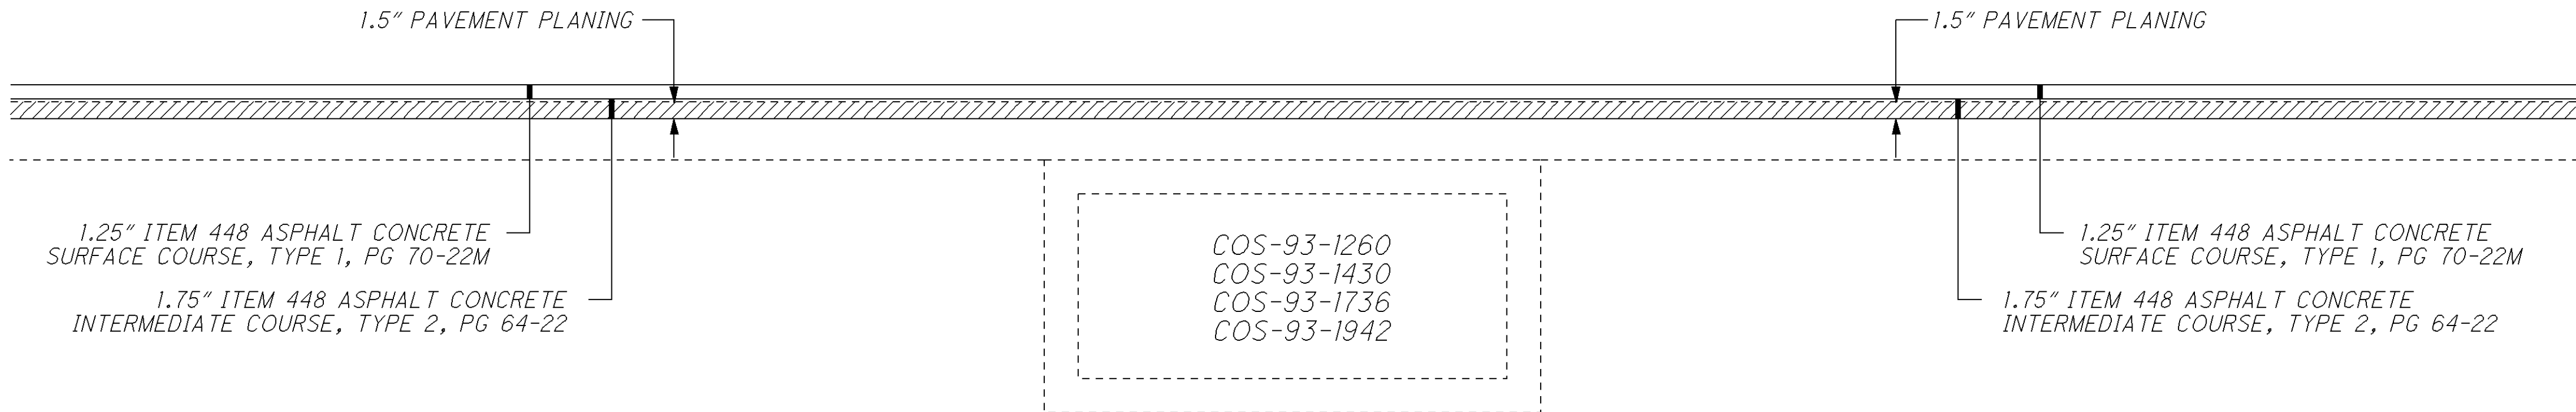 1.5" PAVEMENT PLANING
1.5" PAVEMENT PLANING
1.25" ITEM 448 ASPHALT CONCRETE
SURFACE COURSE, TYPE 1, PG 70-22M
1.75" ITEM 448 ASPHALT CONCRETE
INTERMEDIATE COURSE, TYPE 2, PG 64-22
COS-93-1260
COS-93-1430
COS-93-1736
COS-93-1942
1.25" ITEM 448 ASPHALT CONCRETE
SURFACE COURSE, TYPE 1, PG 70-22M
1.75" ITEM 448 ASPHALT CONCRETE
INTERMEDIATE COURSE, TYPE 2, PG 64-22